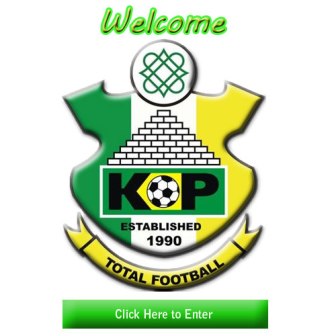 Welcome
KP
ESTABLISHED
1990
TOTAL FOOTBALL
Click Here to Enter